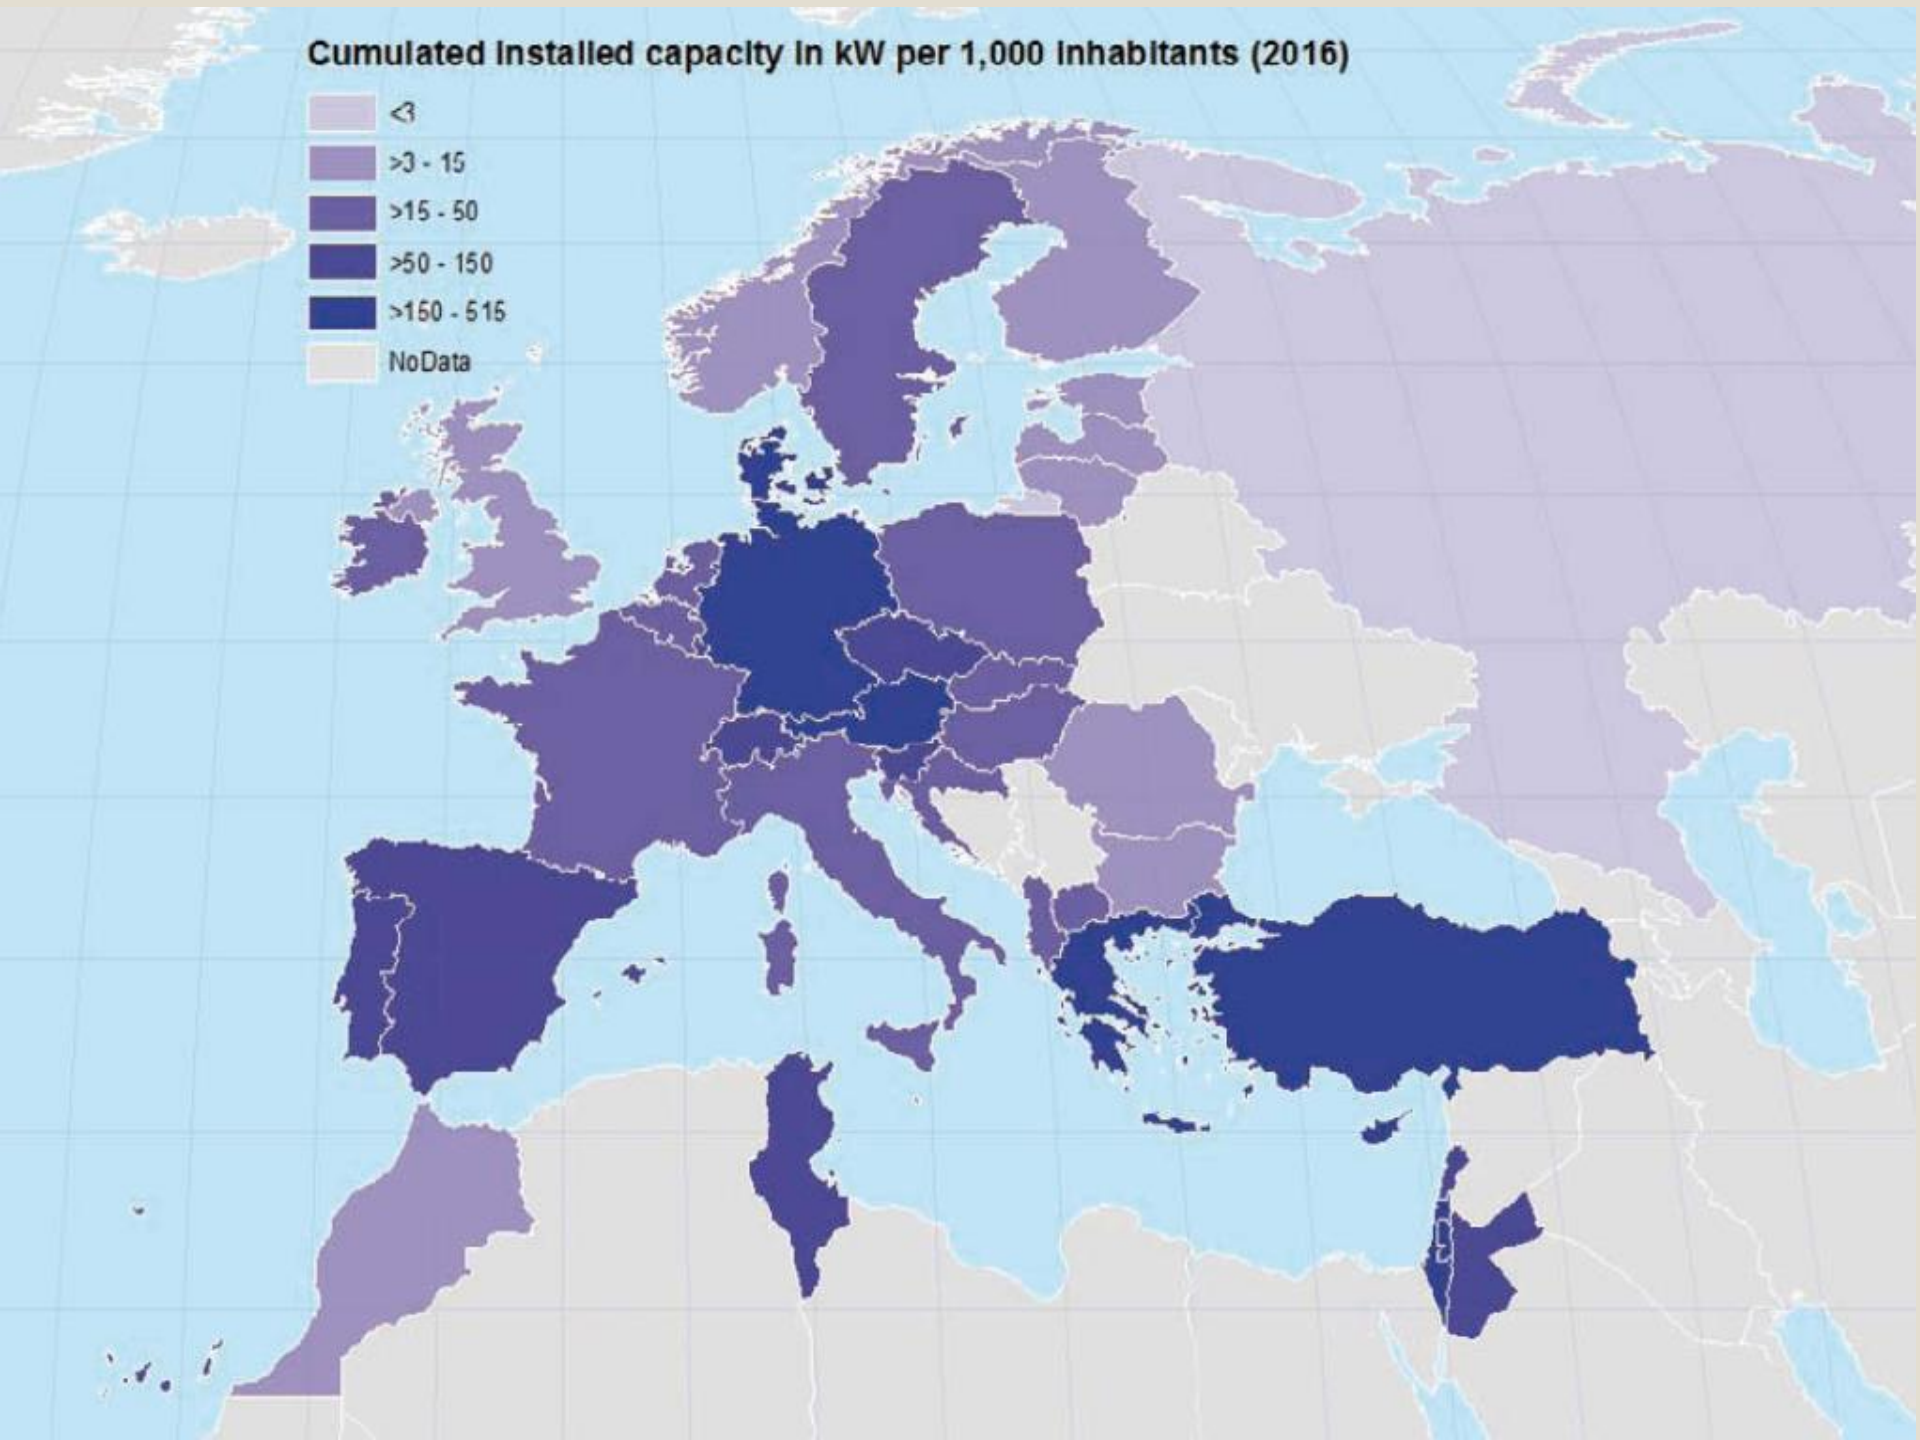 Cumulated installed capacity in kW per 1,000 inhabitants (2016)
<3
>3 - 15
>15 - 50
>50 - 150
>150 - 515
NoData